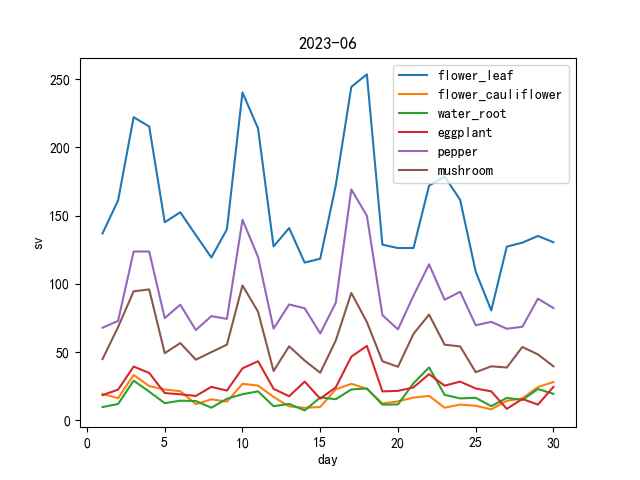 2023-06
flower_leaf
flower_cauliflower
water_root
eggplant
pepper
mushroom
250
200
150
100
50
0
sv
0 5 10 15 20 25 30
day